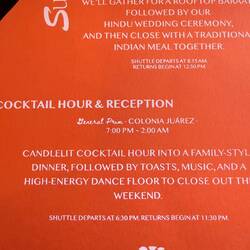 Su
WE'LL GATHER FOR A ROOFTOP BARAAT
FOLLOWED BY OUR
HINDU WEDDING CEREMONY,
AND THEN CLOSE WITH A TRADITIONA
INDIAN MEAL TOGETHER.
SHUTTLE DEPARTS AT 8:15 AM.
RETURNS BEGIN AT 12:30 PM.
COCKTAIL HOUR & RECEPTION
General Prim · COLONIA JUÁREZ ·
7:00 PM – 2:00 AM
CANDLELIT COCKTAIL HOUR INTO A FAMILY-STYL
DINNER, FOLLOWED BY TOASTS, MUSIC, AND A
HIGH-ENERGY DANCE FLOOR TO CLOSE OUT TH
WEEKEND.
SHUTTLE DEPARTS AT 6:30 PM. RETURNS BEGIN AT 11:30 PM.